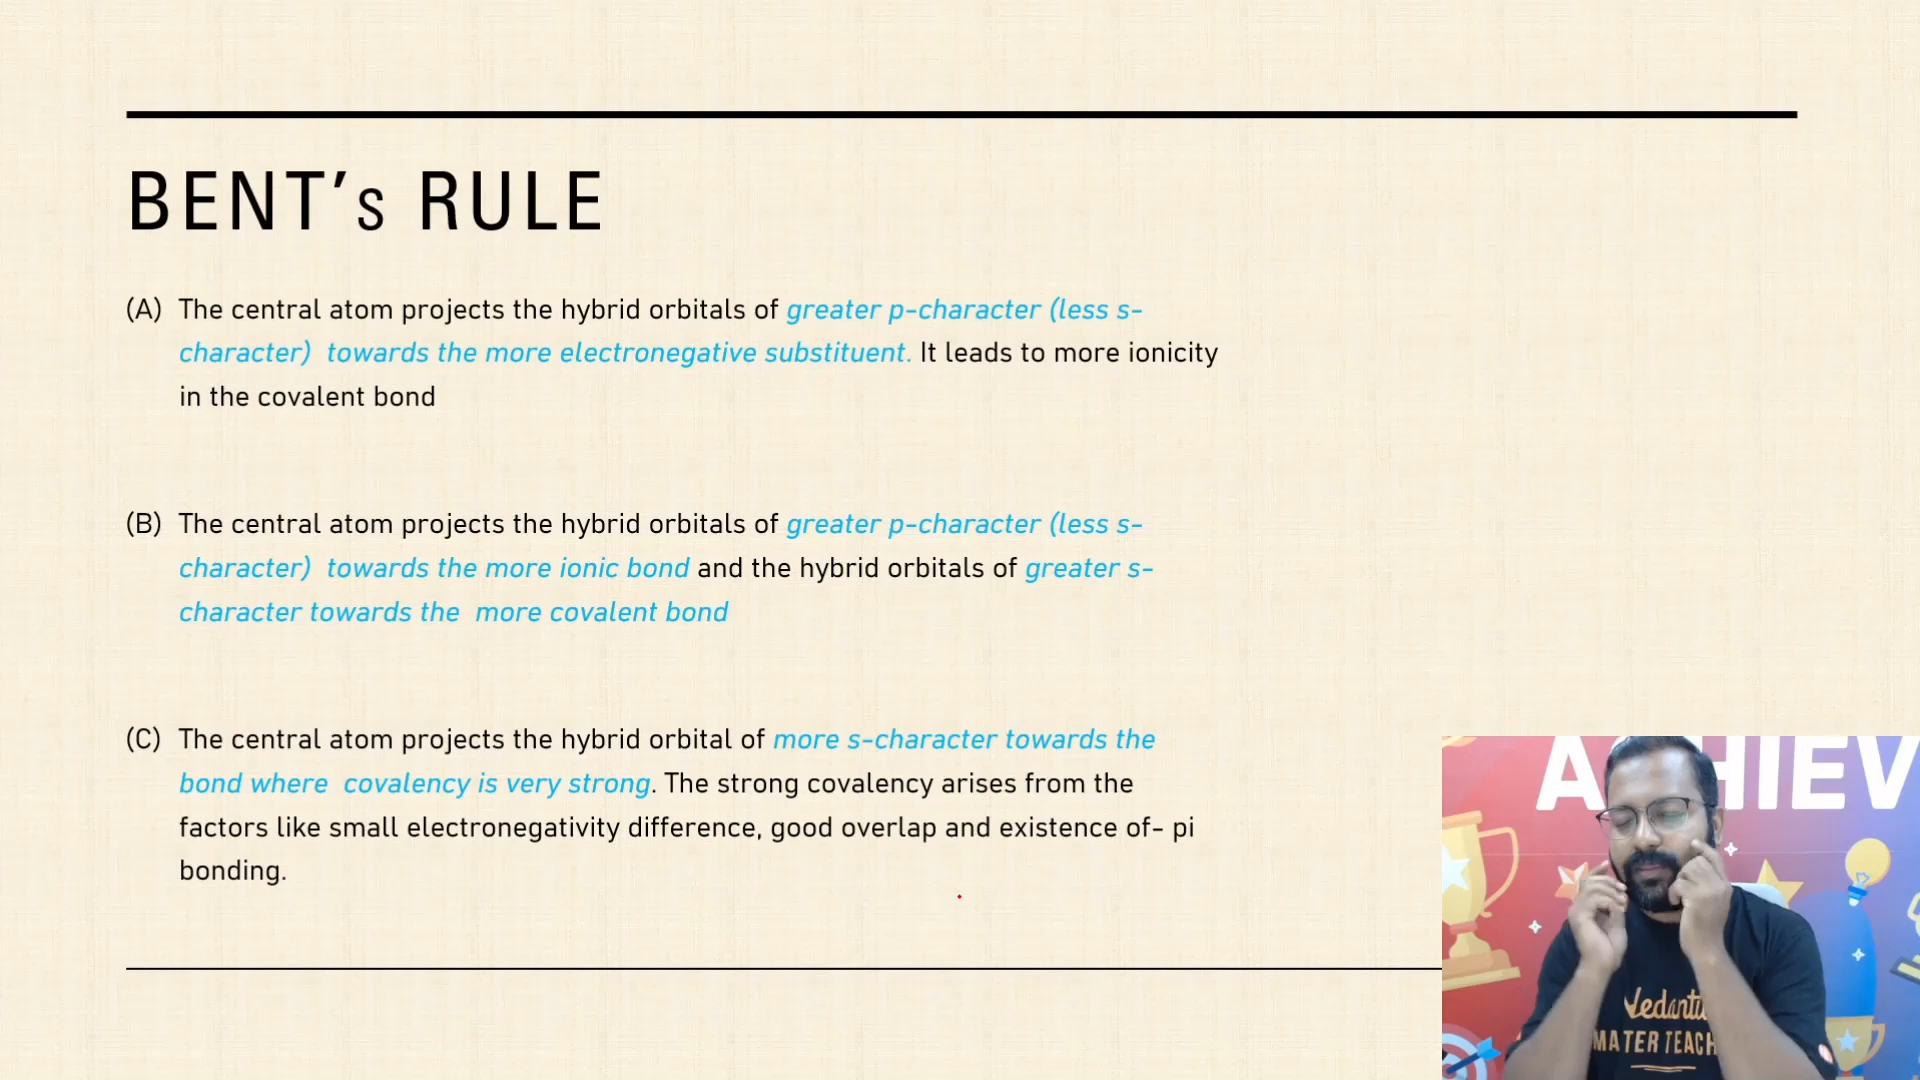 BENT's RULE
(A) The central atom projects the hybrid orbitals of greater p-character (less s-
character) towards the more electronegative substituent. It leads to more ionicity
in the covalent bond
(B) The central atom projects the hybrid orbitals of greater p-character (less s-
character) towards the more ionic bond and the hybrid orbitals of greater s-
character towards the more covalent bond
(C) The central atom projects the hybrid orbital of more s-character towards the
bond where covalency is very strong. The strong covalency arises from the
factors like small electronegativity difference, good overlap and existence of- pi
bonding.